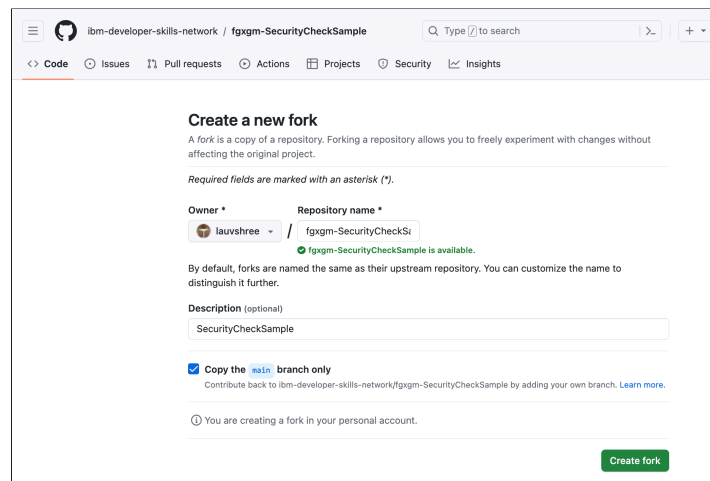 ibm-developer-skills-network / fgxgm-SecurityCheckSample
Type / to search
Code Issues Pull requests Actions Projects Security Insights
Create a new fork
A fork is a copy of a repository. Forking a repository allows you to freely experiment with changes without
affecting the original project.
Required fields are marked with an asterisk (*).
Owner * Repository name *
lauvshree / fgxgm-SecurityCheckSa
fgxgm-SecurityCheckSample is available.
By default, forks are named the same as their upstream repository. You can customize the name to
distinguish it further.
Description (optional)
SecurityCheckSample
Copy the main branch only
Contribute back to ibm-developer-skills-network/fgxgm-SecurityCheckSample by adding your own branch. Learn more.
You are creating a fork in your personal account.
Create fork